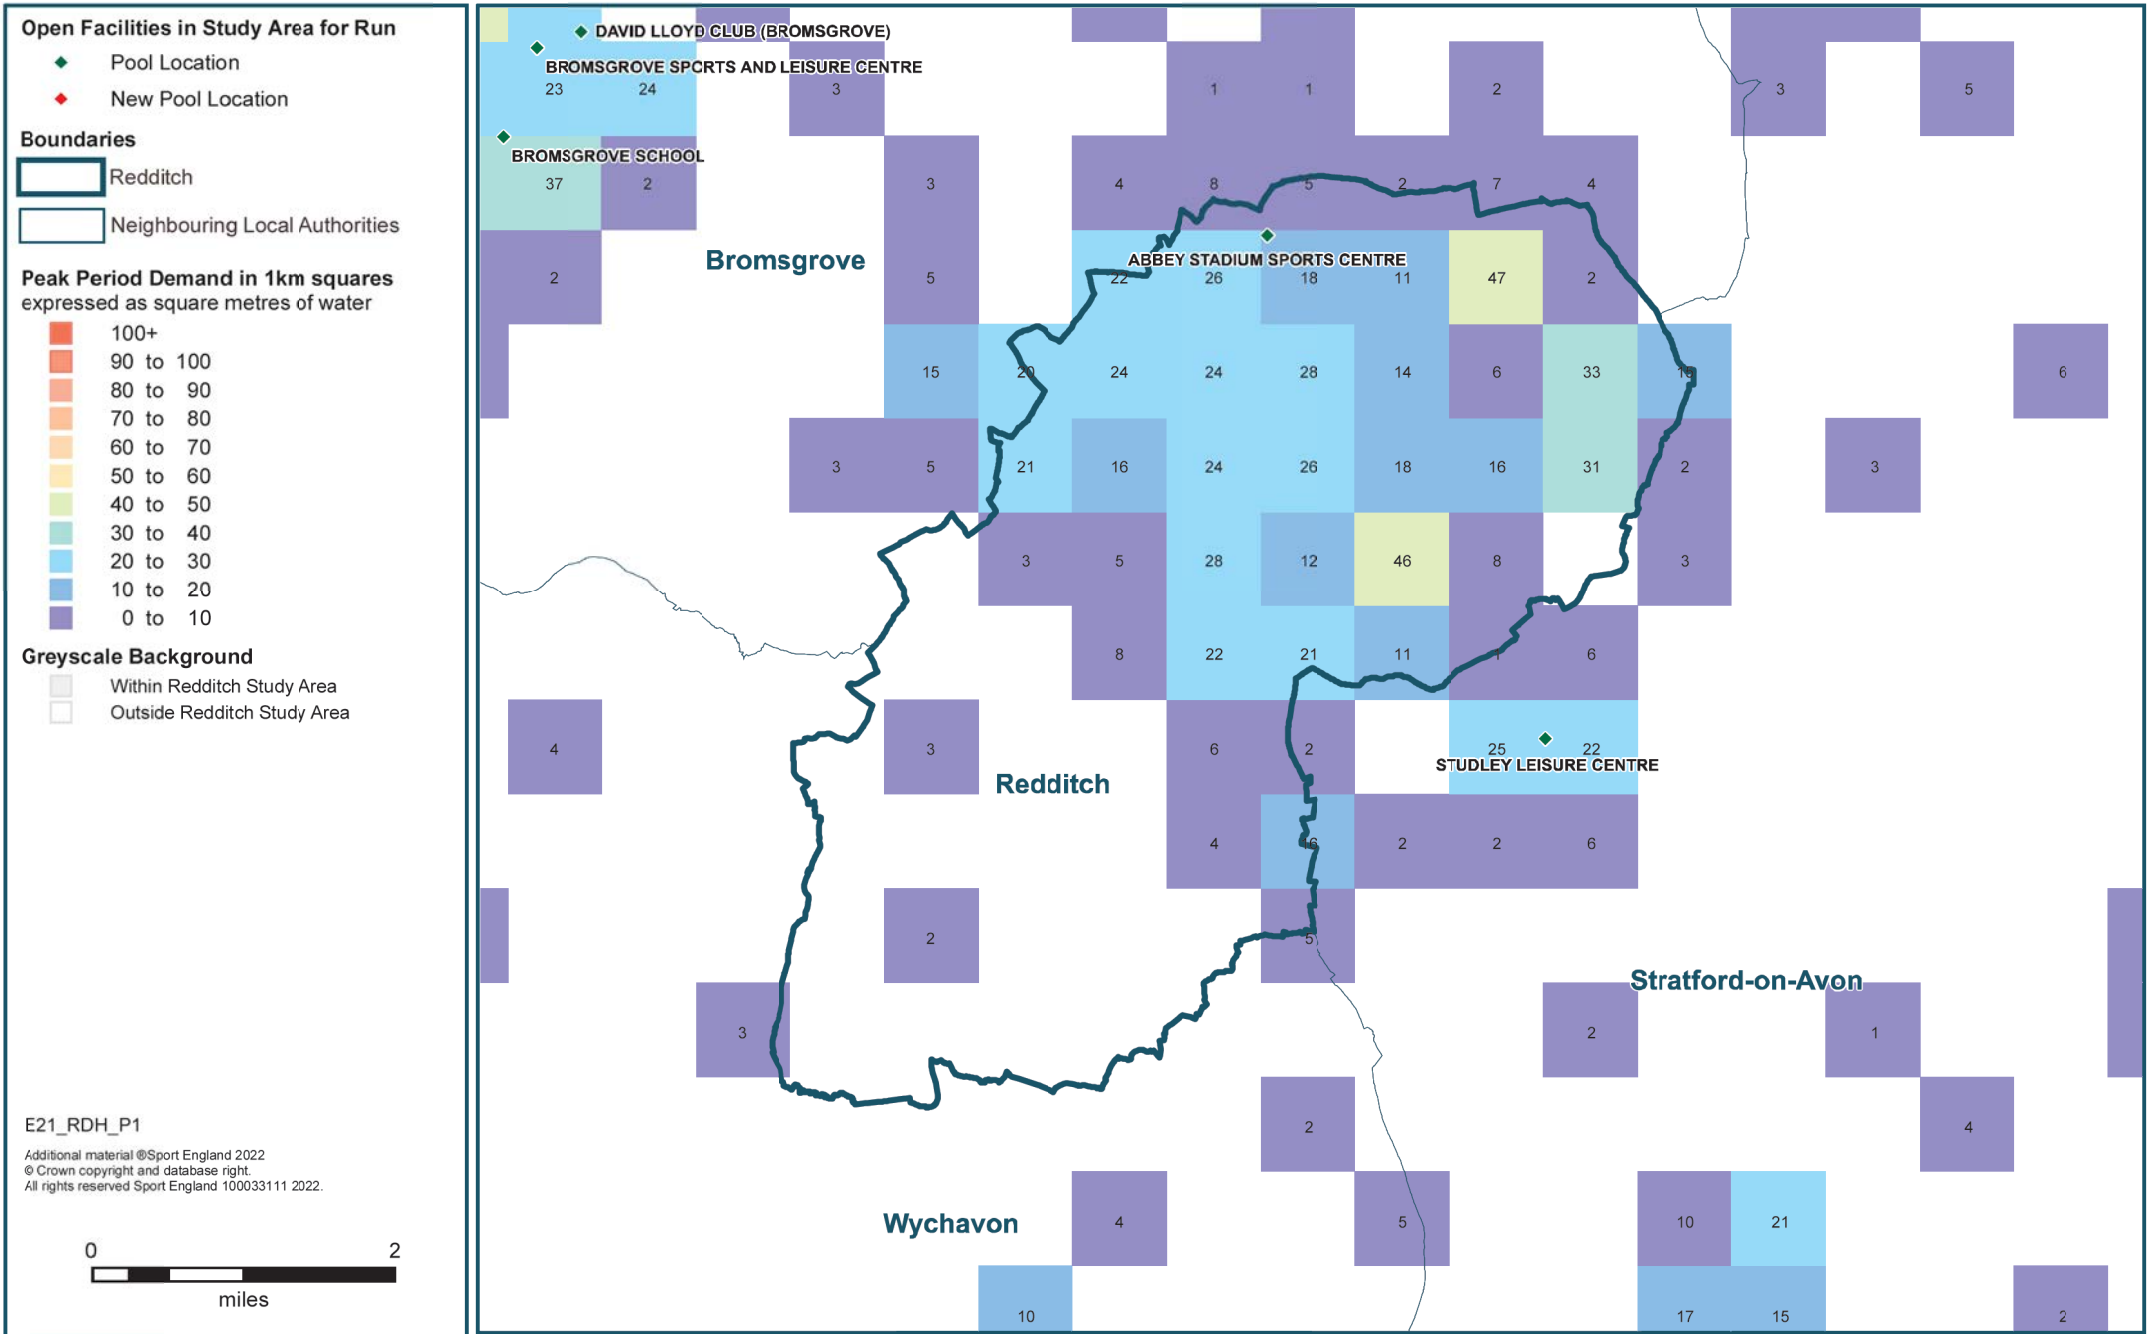 Open Facilities in Study Area for Run
Pool Location
New Pool Location
Boundaries
Redditch
Neighbouring Local Authorities
Peak Period Demand in 1km squares
expressed as square metres of water
100+
90 to 100
80 to 90
70 to 80
60 to 70
50 to 60
40 to 50
30 to 40
20 to 30
10 to 20
0 to 10
Greyscale Background
Within Redditch Study Area
Outside Redditch Study Area
E21_RDH_P1
Additional material ®Sport England 2022
© Crown copyright and database right.
All rights reserved Sport England 100033111 2022.
0 2
miles
DAVID LLOYD CLUB (BROMSGROVE)
BROMSGROVE SPORTS AND LEISURE CENTRE
23 24 3 1 1 2 3 5
BROMSGROVE SCHOOL
37 2 3 4 8 5 2 7 4
Bromsgrove
ABBEY STADIUM SPORTS CENTRE
2 5 22 26 18 11 47 2
15 20 24 24 28 14 6 33 15 6
3 5 21 16 24 26 18 16 31 2 3
3 5 28 12 46 8 3
8 22 21 11 1 6
4 3 6 2 25 22
STUDLEY LEISURE CENTRE
Redditch
4 16 2 2 6
2 5
Stratford-on-Avon
3 2 1
2 4
Wychavon
4 5 10 21
10 17 15 2